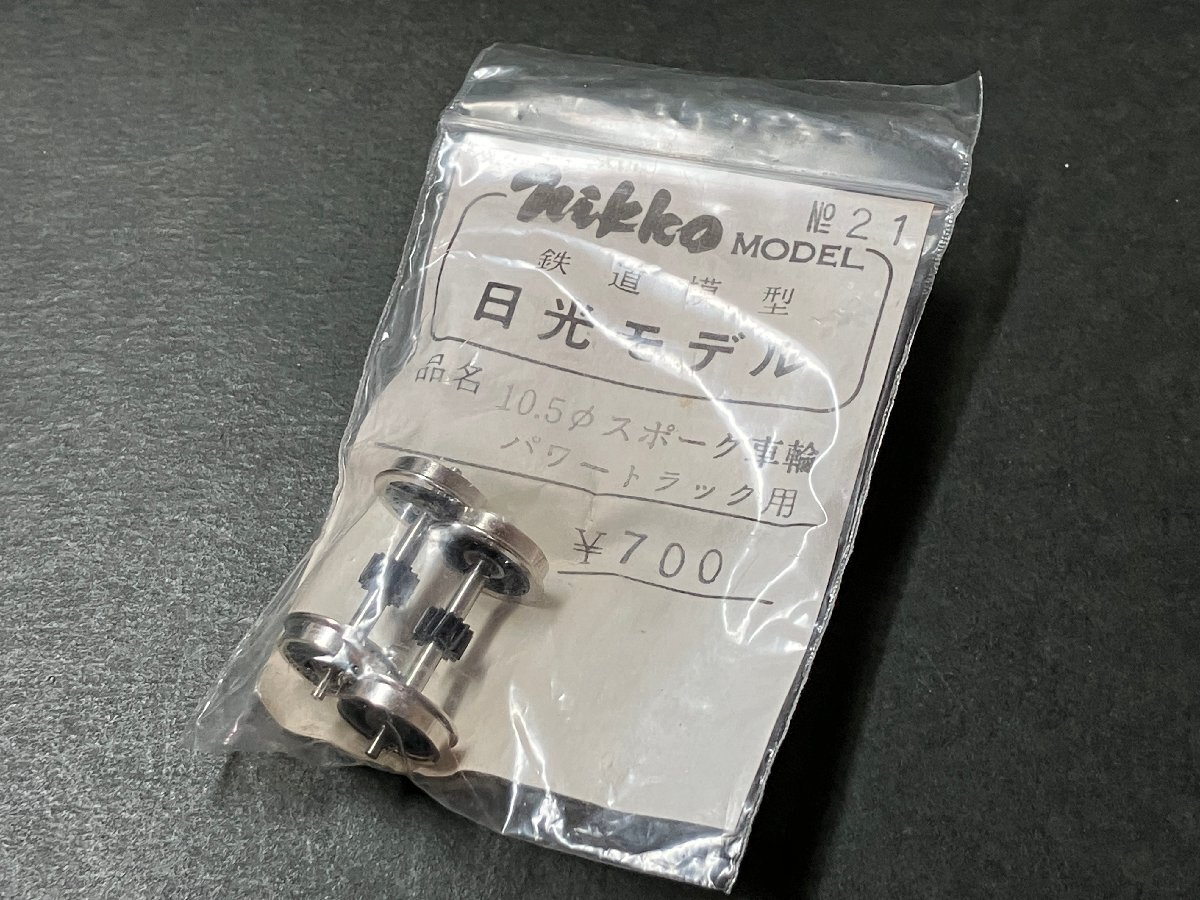 nikko MODEL №21
鉄道模型
日光モデル
品名 10.5φスポーク車輪
パワートラック用
¥700